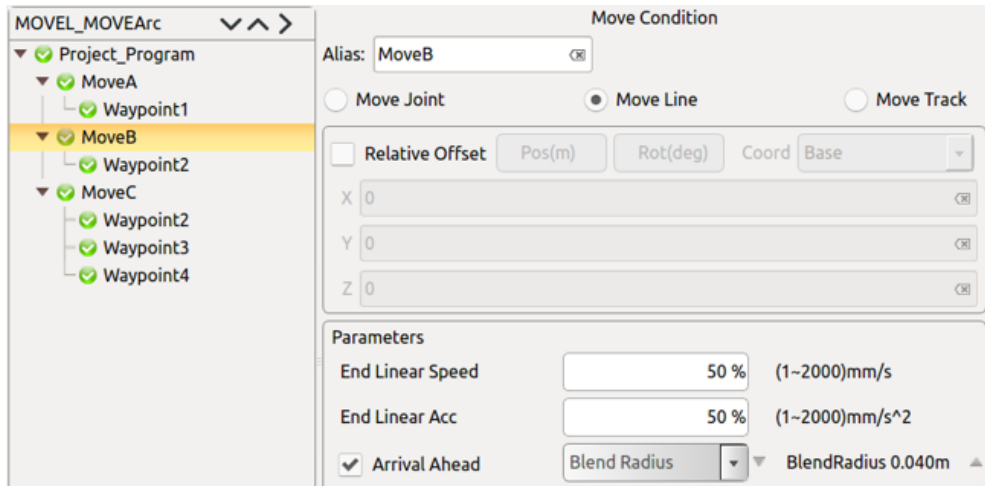 MOVEL_MOVEArc
Project_Program
MoveA
Waypoint1
MoveB
Waypoint2
MoveC
Waypoint2
Waypoint3
Waypoint4
Move Condition
Alias: MoveB
Move Joint Move Line Move Track
Relative Offset Pos(m) Rot(deg) Coord Base
X 0
Y 0
Z 0
Parameters
End Linear Speed 50 % (1~2000)mm/s
End Linear Acc 50 % (1~2000)mm/s^2
Arrival Ahead Blend Radius BlendRadius 0.040m